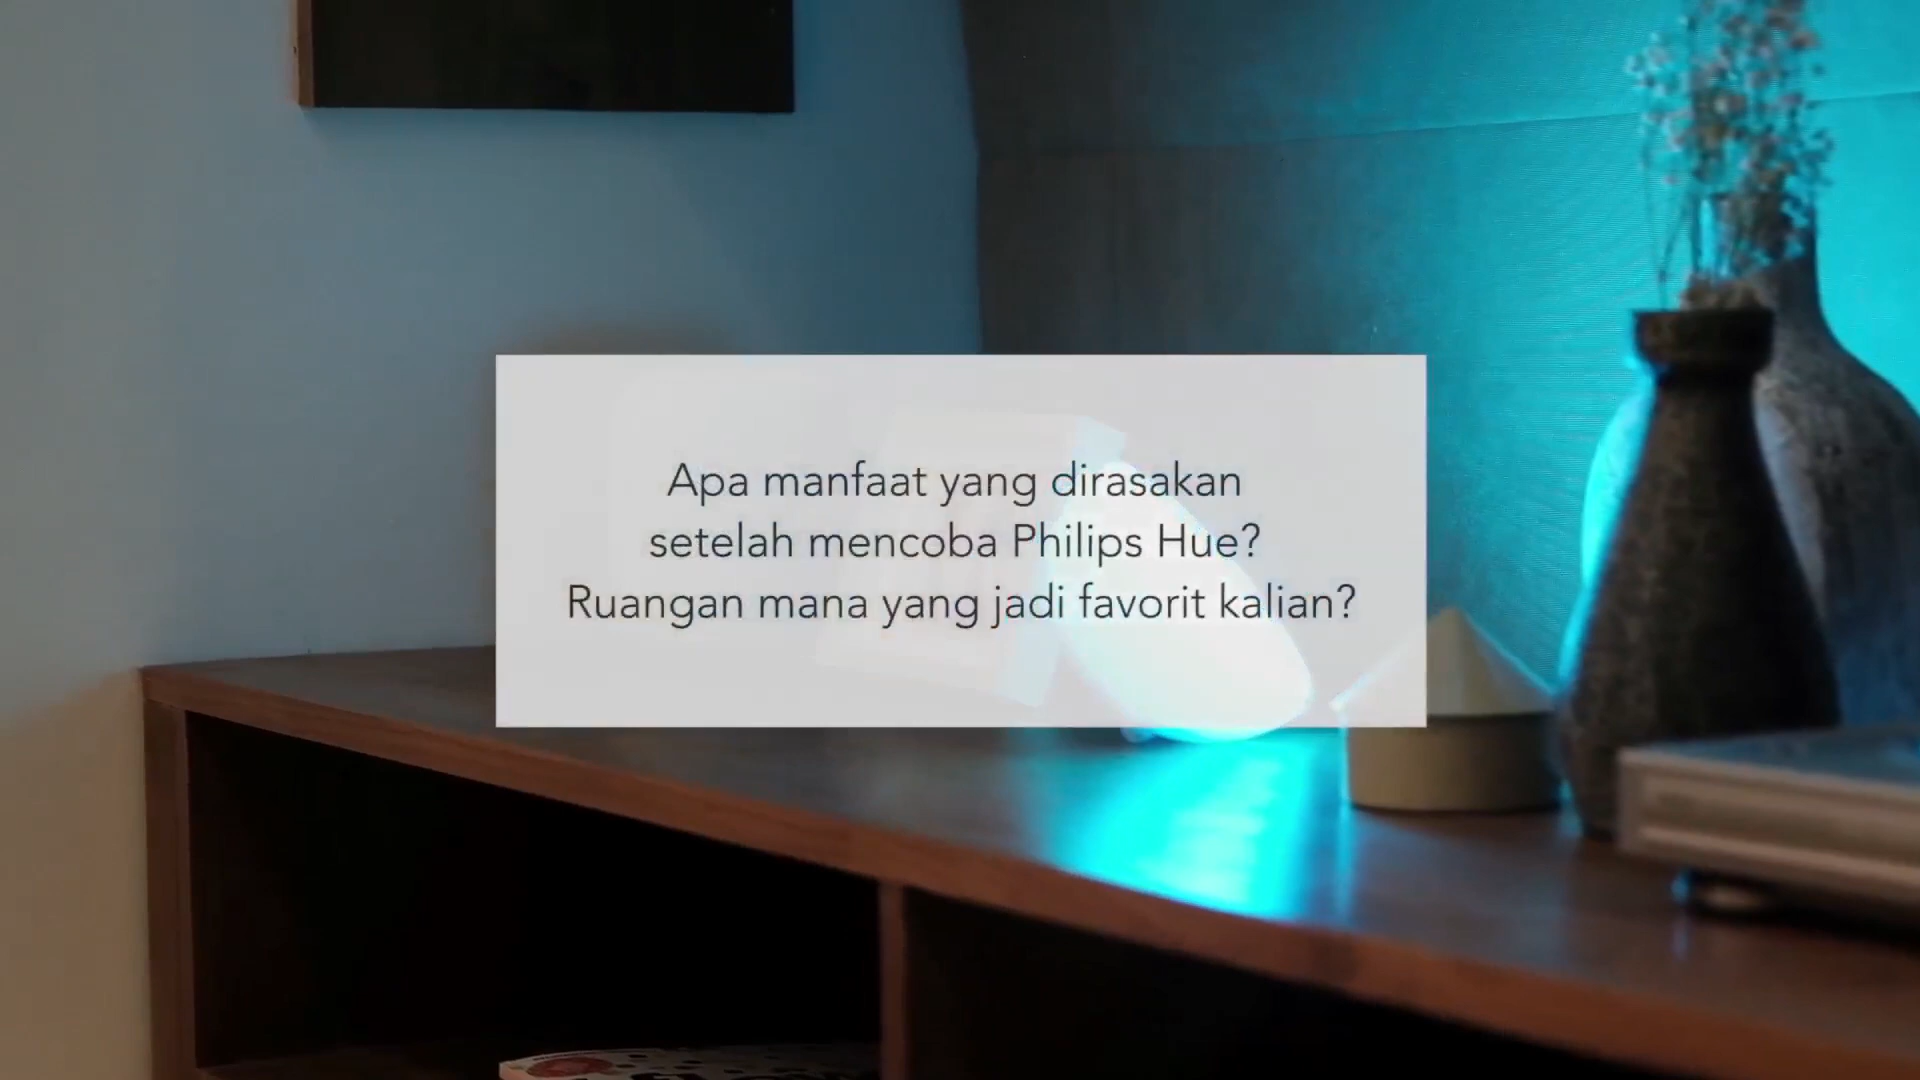 Apa manfaat yang dirasakan
setelah mencoba Philips Hue?
Ruangan mana yang jadi favorit kalian?